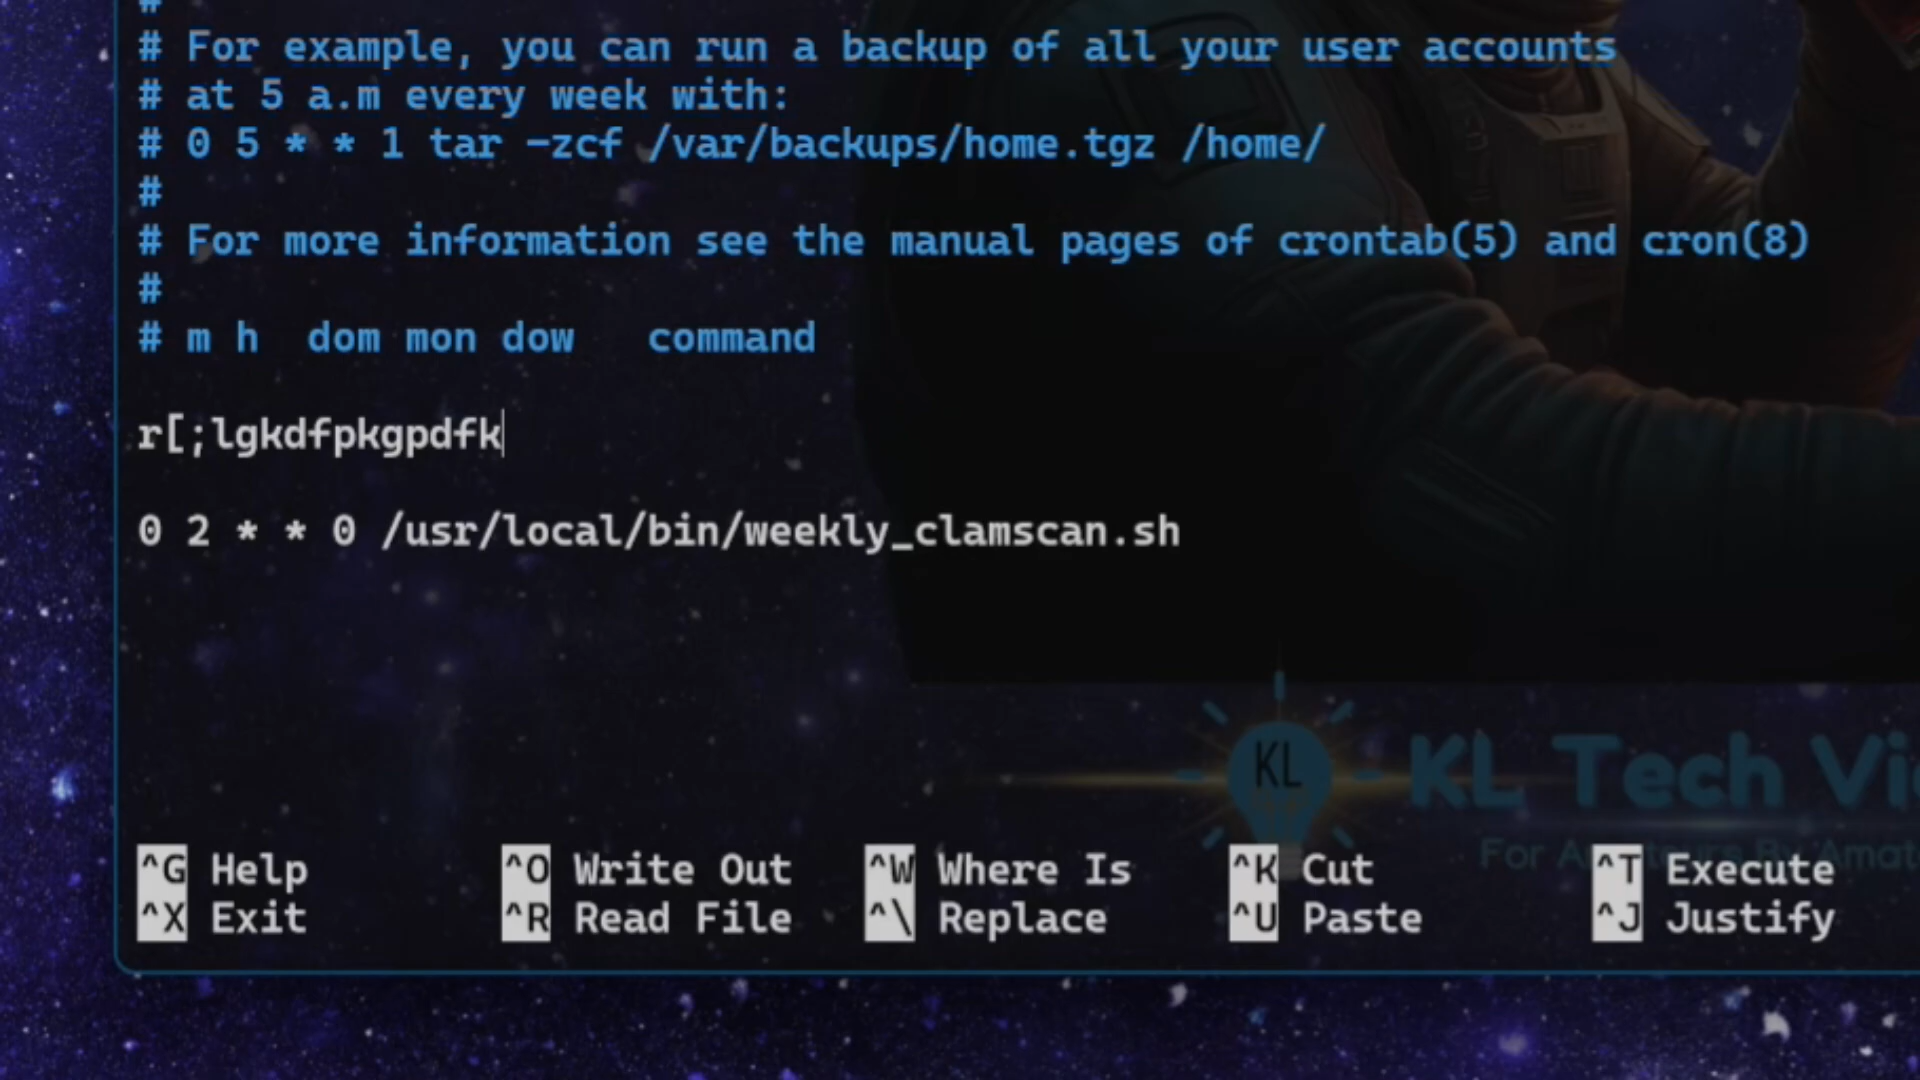 #
# For example, you can run a backup of all your user accounts
# at 5 a.m every week with:
# 0 5 * * 1 tar -zcf /var/backups/home.tgz /home/
#
# For more information see the manual pages of crontab(5) and cron(8)
#
# m h  dom mon dow   command
r[;lgkdfpkgpdfk
0 2 * * 0 /usr/local/bin/weekly_clamscan.sh
KL
KL Tech
For
^G Help ^O Write Out ^W Where Is ^K Cut ^T Execute
^X Exit ^R Read File ^\ Replace ^U Paste ^J Justify